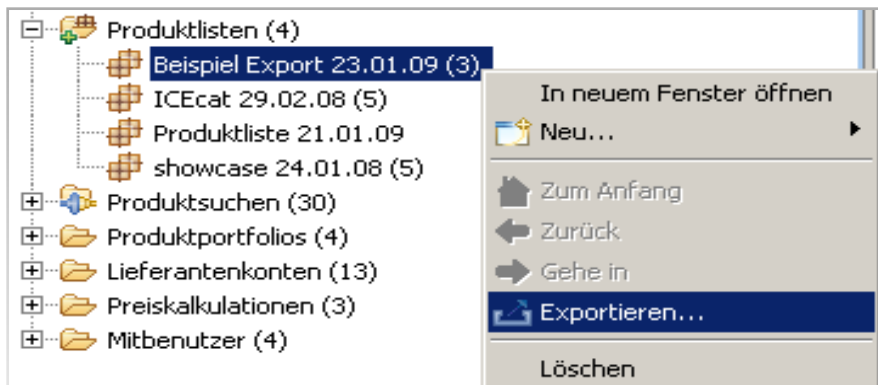 Produktlisten (4)
Beispiel Export 23.01.09 (3)
ICEcat 29.02.08 (5)
Produktliste 21.01.09
showcase 24.01.08 (5)
Produktsuchen (30)
Produktportfolios (4)
Lieferantenkonten (13)
Preiskalkulationen (3)
Mitbenutzer (4)
In neuem Fenster öffnen
Neu...
Zum Anfang
Zurück
Gehe in
Exportieren...
Löschen